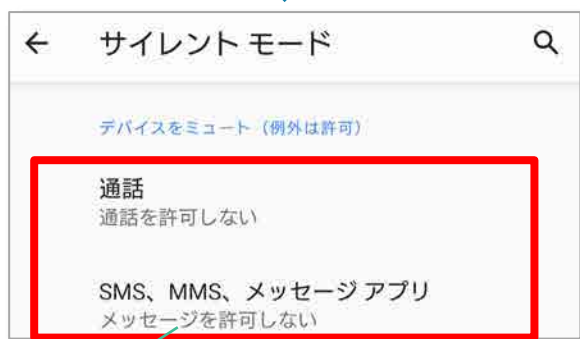 サイレント モード
デバイスをミュート（例外は許可）
通話
通話を許可しない
SMS、MMS、メッセージ アプリ
メッセージを許可しない